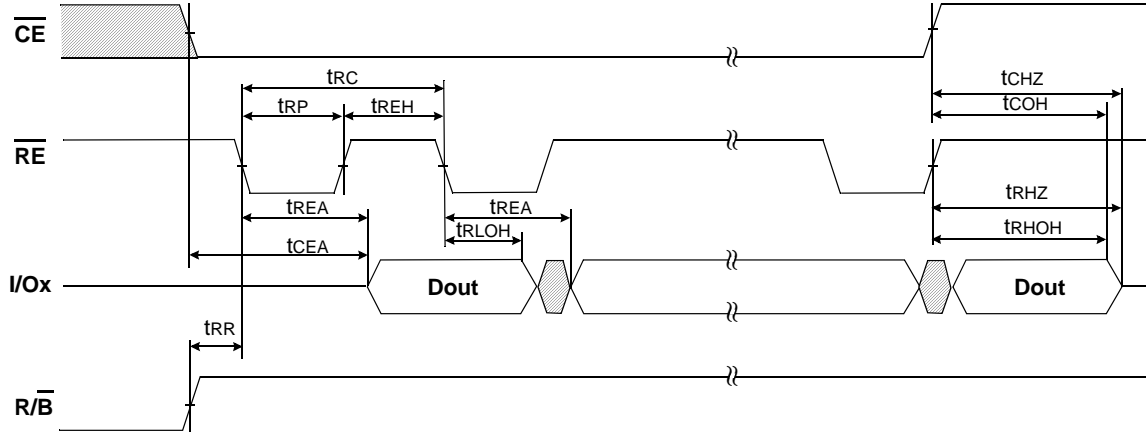 CE
tRC
tCHZ
tRP
tREH
tCOH
RE
tREA
tREA
tRHZ
tRLOH
tCEA
tRHOH
I/Ox
Dout
Dout
tRR
R/B